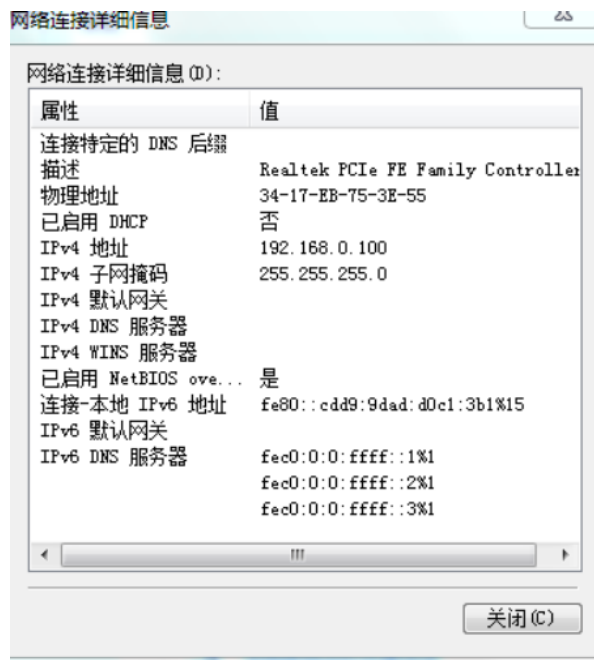 网络连接详细信息
网络连接详细信息(D):
属性 值
连接特定的 DNS 后缀
描述 Realtek PCIe FE Family Controller
物理地址 34-17-EB-75-3E-55
已启用 DHCP 否
IPv4 地址 192.168.0.100
IPv4 子网掩码 255.255.255.0
IPv4 默认网关
IPv4 DNS 服务器
IPv4 WINS 服务器
已启用 NetBIOS ove... 是
连接-本地 IPv6 地址 fe80::cdd9:9dad:d0c1:3b1%15
IPv6 默认网关
IPv6 DNS 服务器 fec0:0:0:ffff::1%1
fec0:0:0:ffff::2%1
fec0:0:0:ffff::3%1
关闭(C)